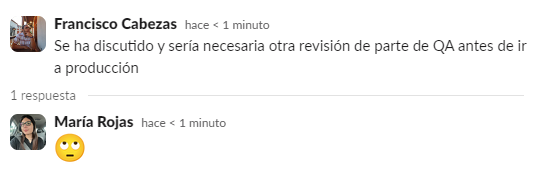 Francisco Cabezas hace < 1 minuto
Se ha discutido y sería necesaria otra revisión de parte de QA antes de ir
a producción
1 respuesta
María Rojas hace < 1 minuto
🙄